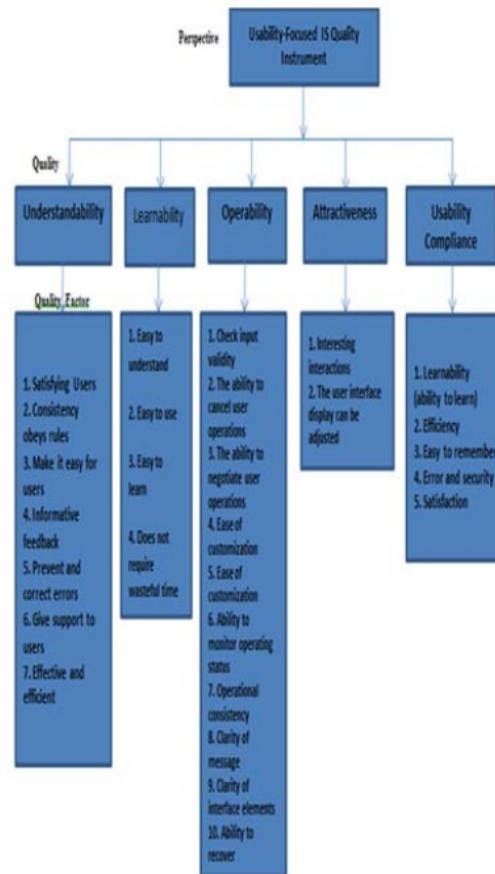 Perspective
Usability-Focused IS Quality
Instrument
Quality
Understandability
Learnability
Operability
Attractiveness
Usability
Compliance
Quality Factor
1. Satisfying Users
2. Consistency
obeys rules
3. Make it easy for
users
4. Informative
feedback
5. Prevent and
correct errors
6. Give support to
users
7. Effective and
efficient
1. Easy to
understand
2. Easy to use
3. Easy to
learn
4. Does not
require
wasteful time
1. Check input
validity
2. The ability to
cancel user
operations
3. The ability to
negotiate user
operations
4. Ease of
customization
5. Ease of
customization
6. Ability to
monitor operating
status
7. Operational
consistency
8. Clarity of
message
9. Clarity of
interface elements
10. Ability to
recover
1. Interesting
interactions
2. The user interface
display can be
adjusted
1. Learnability
(ability to learn)
2. Efficiency
3. Easy to remember
4. Error and security
5. Satisfaction